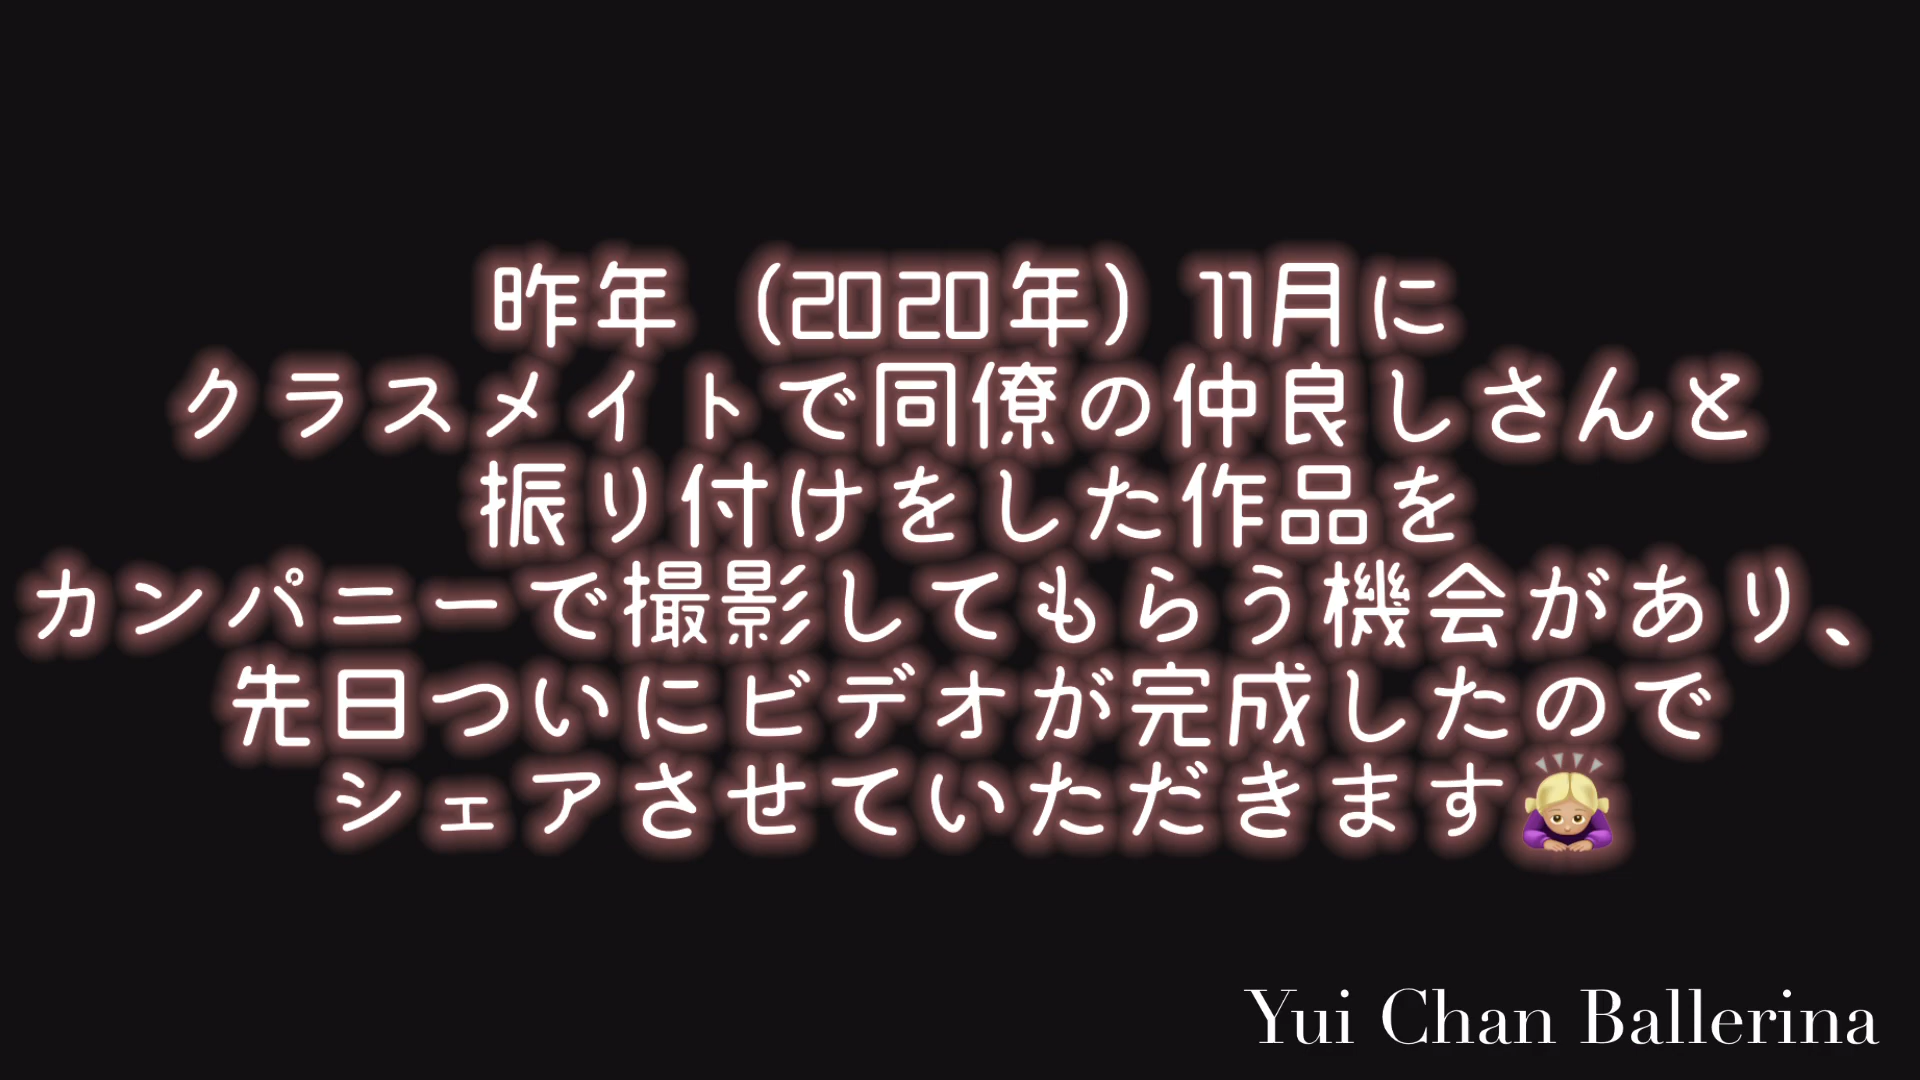 昨年（2020年）11月に
クラスメイトで同僚の仲良しさんと
振り付けをした作品を
カンパニーで撮影してもらう機会があり、
先日ついにビデオが完成したので
シェアさせていただきます🙇🏼‍♀️
Yui Chan Ballerina